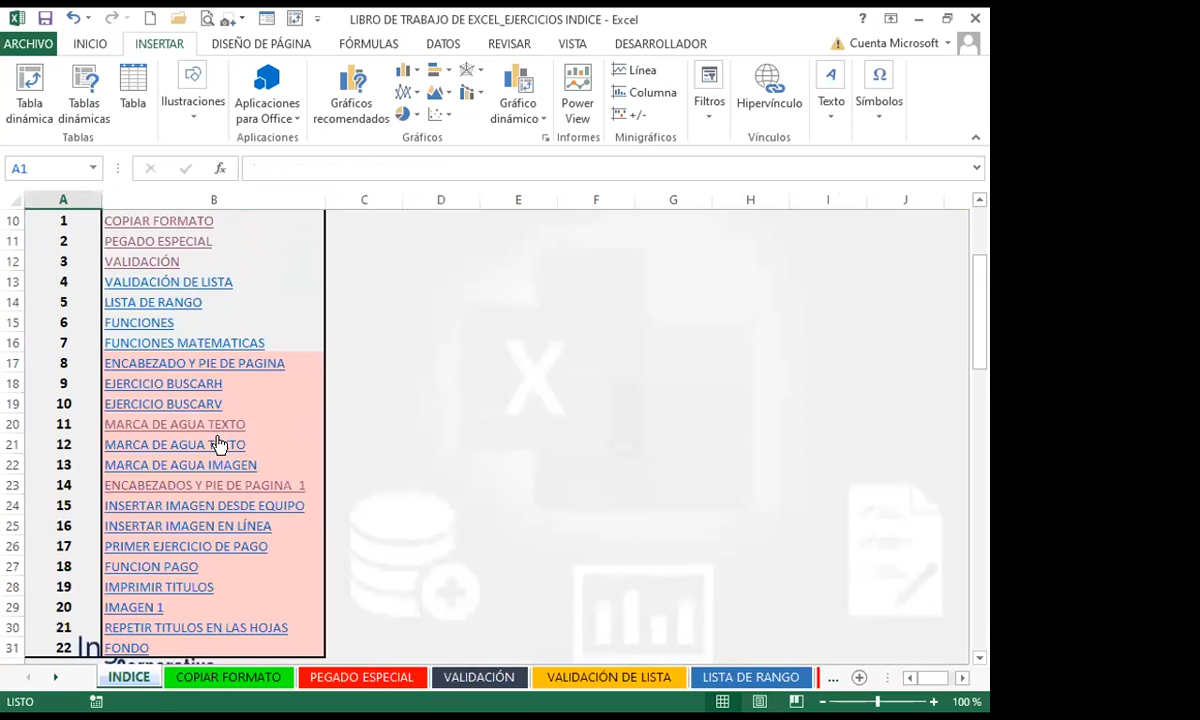 LIBRO DE TRABAJO DE EXCEL_EJERCICIOS INDICE - Excel
?
ARCHIVO INICIO INSERTAR DISEÑO DE PÁGINA FÓRMULAS DATOS REVISAR VISTA DESARROLLADOR Cuenta Microsoft
Tabla dinámica
Tablas dinámicas
Tabla
Ilustraciones
Aplicaciones para Office
Gráficos recomendados
Gráfico dinámico
Power View
Línea
Columna
+/-
Filtros
Hipervínculo
Texto
Símbolos
Tablas Aplicaciones Gráficos Informes Minigráficos Vínculos
A1 fx
A B C D E F G H I J
10 1 COPIAR FORMATO
11 2 PEGADO ESPECIAL
12 3 VALIDACIÓN
13 4 VALIDACIÓN DE LISTA
14 5 LISTA DE RANGO
15 6 FUNCIONES
16 7 FUNCIONES MATEMATICAS
17 8 ENCABEZADO Y PIE DE PAGINA
18 9 EJERCICIO BUSCARH
19 10 EJERCICIO BUSCARV
20 11 MARCA DE AGUA TEXTO
21 12 MARCA DE AGUA TEXTO
22 13 MARCA DE AGUA IMAGEN
23 14 ENCABEZADOS Y PIE DE PAGINA_1
24 15 INSERTAR IMAGEN DESDE EQUIPO
25 16 INSERTAR IMAGEN EN LÍNEA
26 17 PRIMER EJERCICIO DE PAGO
27 18 FUNCION PAGO
28 19 IMPRIMIR TITULOS
29 20 IMAGEN 1
30 21 REPETIR TITULOS EN LAS HOJAS
31 22 FONDO
X
INDICE COPIAR FORMATO PEGADO ESPECIAL VALIDACIÓN VALIDACIÓN DE LISTA LISTA DE RANGO ...
LISTO 100 %